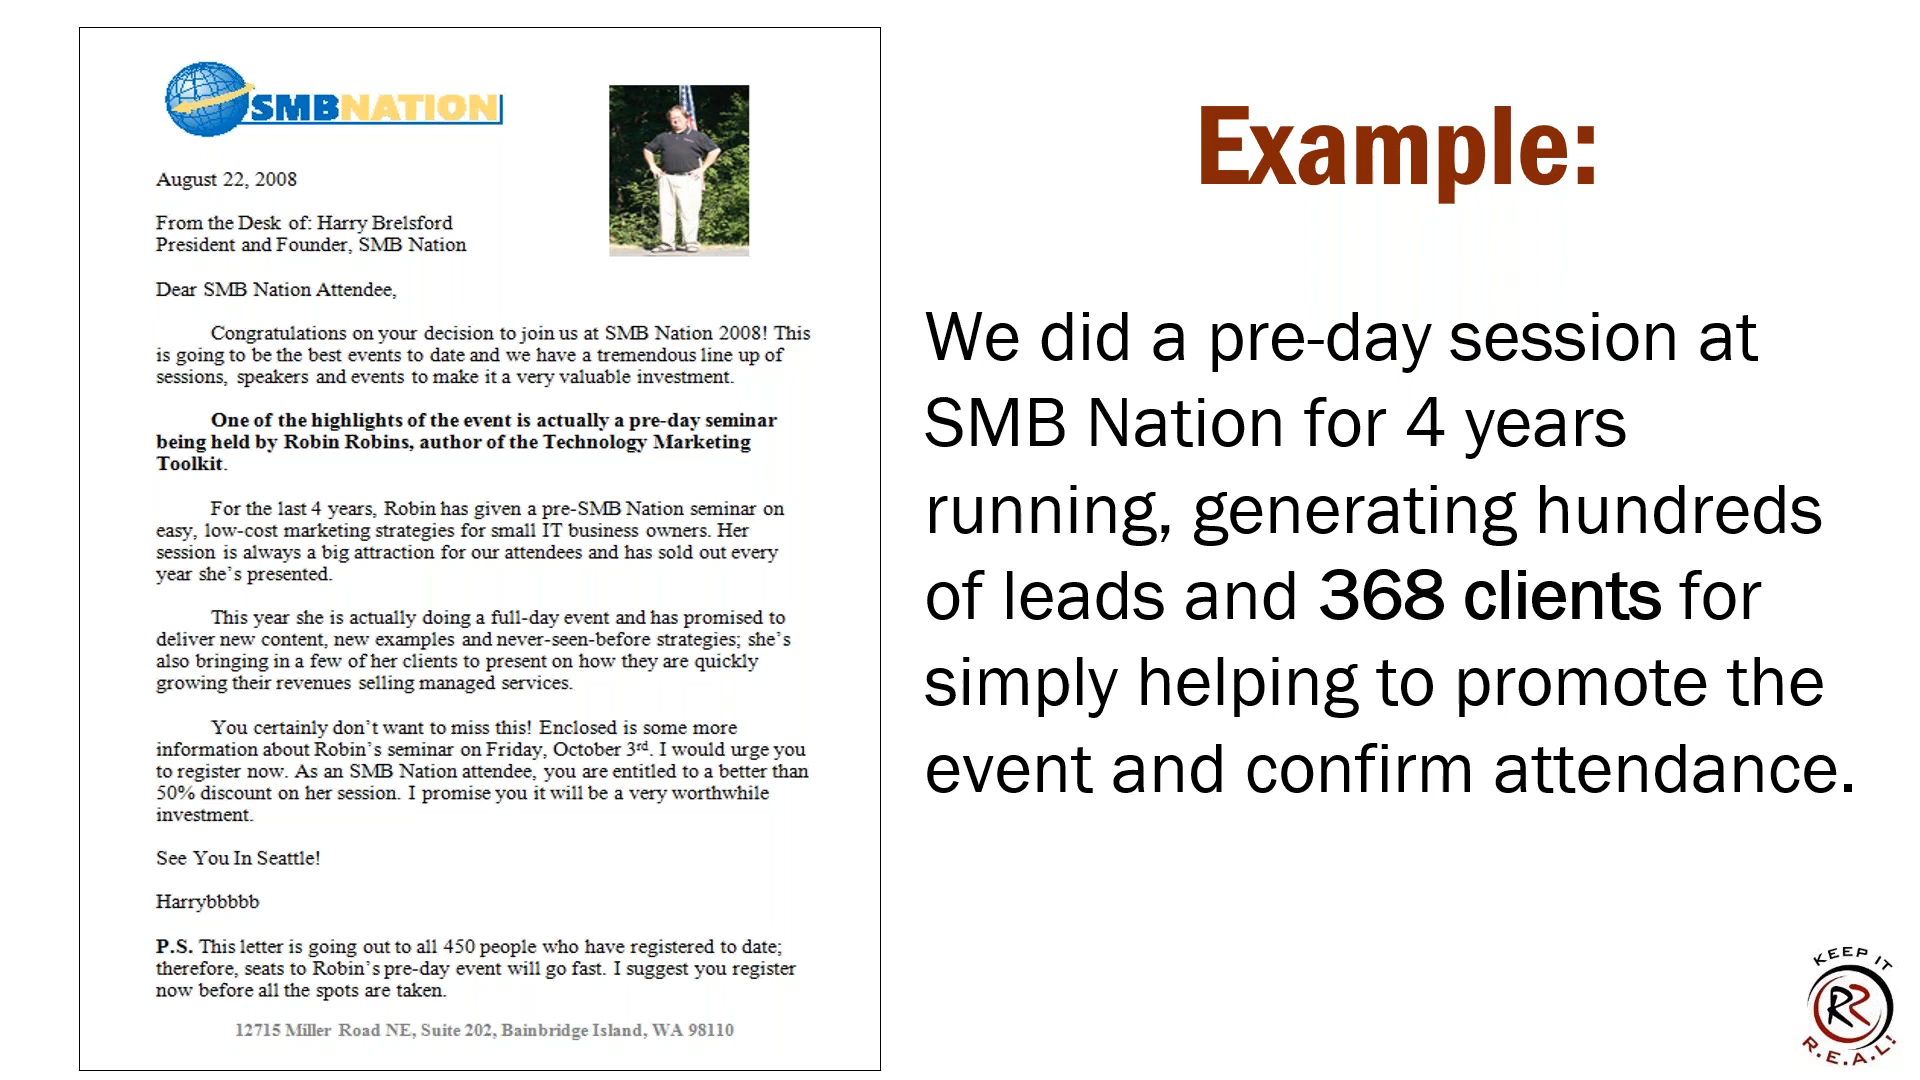 SMBNATION
August 22, 2008
From the Desk of: Harry Brelsford
President and Founder, SMB Nation
Dear SMB Nation Attendee,
Congratulations on your decision to join us at SMB Nation 2008! This
is going to be the best events to date and we have a tremendous line up of
sessions, speakers and events to make it a very valuable investment.
One of the highlights of the event is actually a pre-day seminar
being held by Robin Robins, author of the Technology Marketing
Toolkit.
For the last 4 years, Robin has given a pre-SMB Nation seminar on
easy, low-cost marketing strategies for small IT business owners. Her
session is always a big attraction for our attendees and has sold out every
year she's presented.
This year she is actually doing a full-day event and has promised to
deliver new content, new examples and never-seen-before strategies; she's
also bringing in a few of her clients to present on how they are quickly
growing their revenues selling managed services.
You certainly don't want to miss this! Enclosed is some more
information about Robin's seminar on Friday, October 3rd. I would urge you
to register now. As an SMB Nation attendee, you are entitled to a better than
50% discount on her session. I promise you it will be a very worthwhile
investment.
See You In Seattle!
Harrybbbbb
P.S. This letter is going out to all 450 people who have registered to date;
therefore, seats to Robin's pre-day event will go fast. I suggest you register
now before all the spots are taken.
12715 Miller Road NE, Suite 202, Bainbridge Island, WA 98110
Example:
We did a pre-day session at
SMB Nation for 4 years
running, generating hundreds
of leads and 368 clients for
simply helping to promote the
event and confirm attendance.
KEEP IT
RR
R.E.A.L!